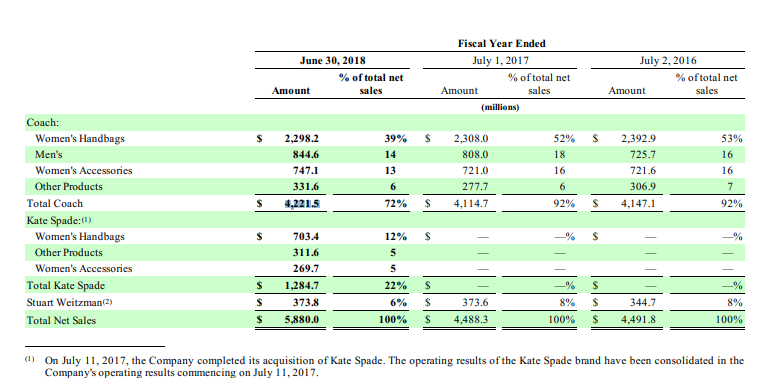 Fiscal Year Ended
June 30, 2018 July 1, 2017 July 2, 2016
Amount % of total net sales Amount % of total net sales Amount % of total net sales
(millions)
Coach:
Women's Handbags $ 2,298.2 39% $ 2,308.0 52% $ 2,392.9 53%
Men's 844.6 14 808.0 18 725.7 16
Women's Accessories 747.1 13 721.0 16 721.6 16
Other Products 331.6 6 277.7 6 306.9 7
Total Coach $ 4,221.5 72% $ 4,114.7 92% $ 4,147.1 92%
Kate Spade:(1)
Women's Handbags $ 703.4 12% $ — —% $ — —%
Other Products 311.6 5 — — — —
Women's Accessories 269.7 5 — — — —
Total Kate Spade $ 1,284.7 22% $ — —% $ — —%
Stuart Weitzman(2) $ 373.8 6% $ 373.6 8% $ 344.7 8%
Total Net Sales $ 5,880.0 100% $ 4,488.3 100% $ 4,491.8 100%
(1) On July 11, 2017, the Company completed its acquisition of Kate Spade. The operating results of the Kate Spade brand have been consolidated in the
Company's operating results commencing on July 11, 2017.